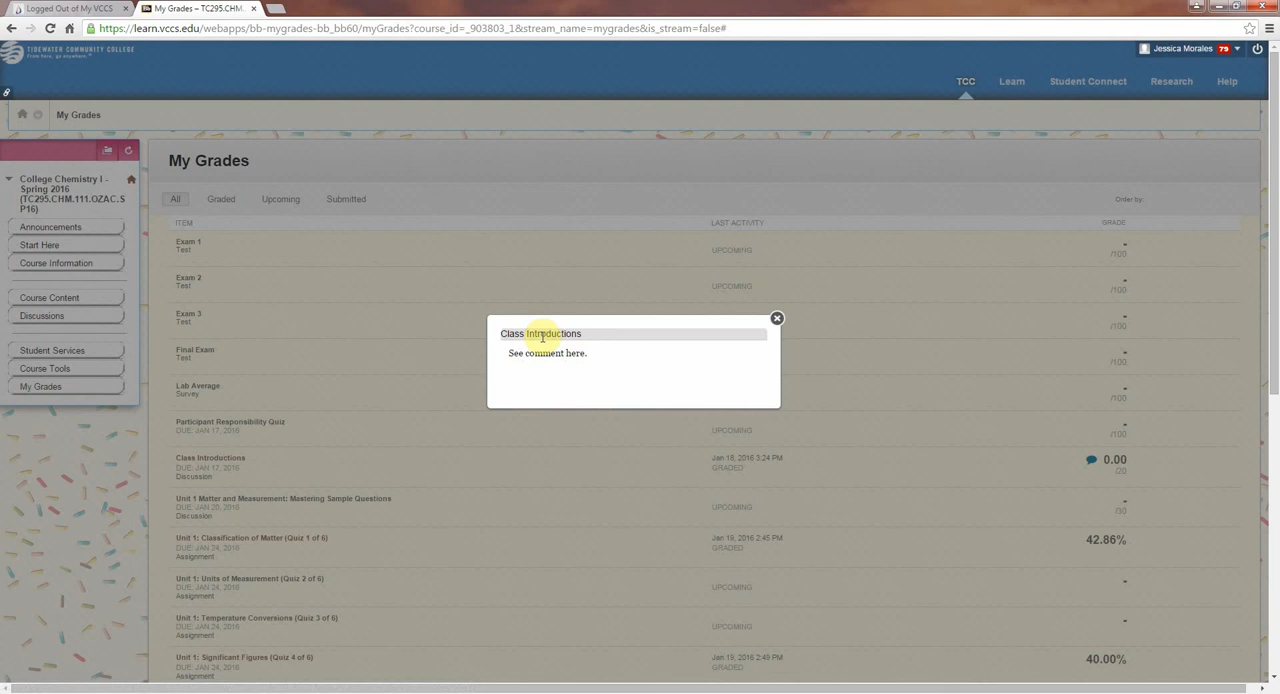 Logged Out of My VCCS
My Grades – TC295.CHM.
https://learn.vccs.edu/webapps/bb-mygrades-bb_bb60/myGrades?course_id=_903803_1&stream_name=mygrades&is_stream=false#
TIDEWATER COMMUNITY COLLEGE
From here, go anywhere.™
Jessica Morales 79
TCC Learn Student Connect Research Help
My Grades
College Chemistry I -
Spring 2016
(TC295.CHM.111.OZAC.S
P16)
Announcements
Start Here
Course Information
Course Content
Discussions
Student Services
Course Tools
My Grades
My Grades
All Graded Upcoming Submitted Order by:
ITEM LAST ACTIVITY GRADE
Exam 1 -
Test UPCOMING /100
Exam 2 -
Test UPCOMING /100
Exam 3 -
Test /100
Final Exam -
Test /100
Lab Average -
Survey /100
Class Introductions
See comment here.
Participant Responsibility Quiz -
DUE: JAN 17, 2016 UPCOMING /100
Class Introductions Jan 18, 2016 3:24 PM 0.00
DUE: JAN 17, 2016 GRADED /20
Discussion
Unit 1 Matter and Measurement: Mastering Sample Questions -
DUE: JAN 20, 2016 UPCOMING /10
Discussion
Unit 1: Classification of Matter (Quiz 1 of 6) Jan 19, 2016 2:45 PM 42.86%
DUE: JAN 24, 2016 GRADED
Assignment
Unit 1: Units of Measurement (Quiz 2 of 6) -
DUE: JAN 24, 2016 UPCOMING
Assignment
Unit 1: Temperature Conversions (Quiz 3 of 6) -
DUE: JAN 24, 2016 UPCOMING
Assignment
Unit 1: Significant Figures (Quiz 4 of 6) Jan 19, 2016 2:49 PM 40.00%
DUE: JAN 24, 2016 GRADED
Assignment